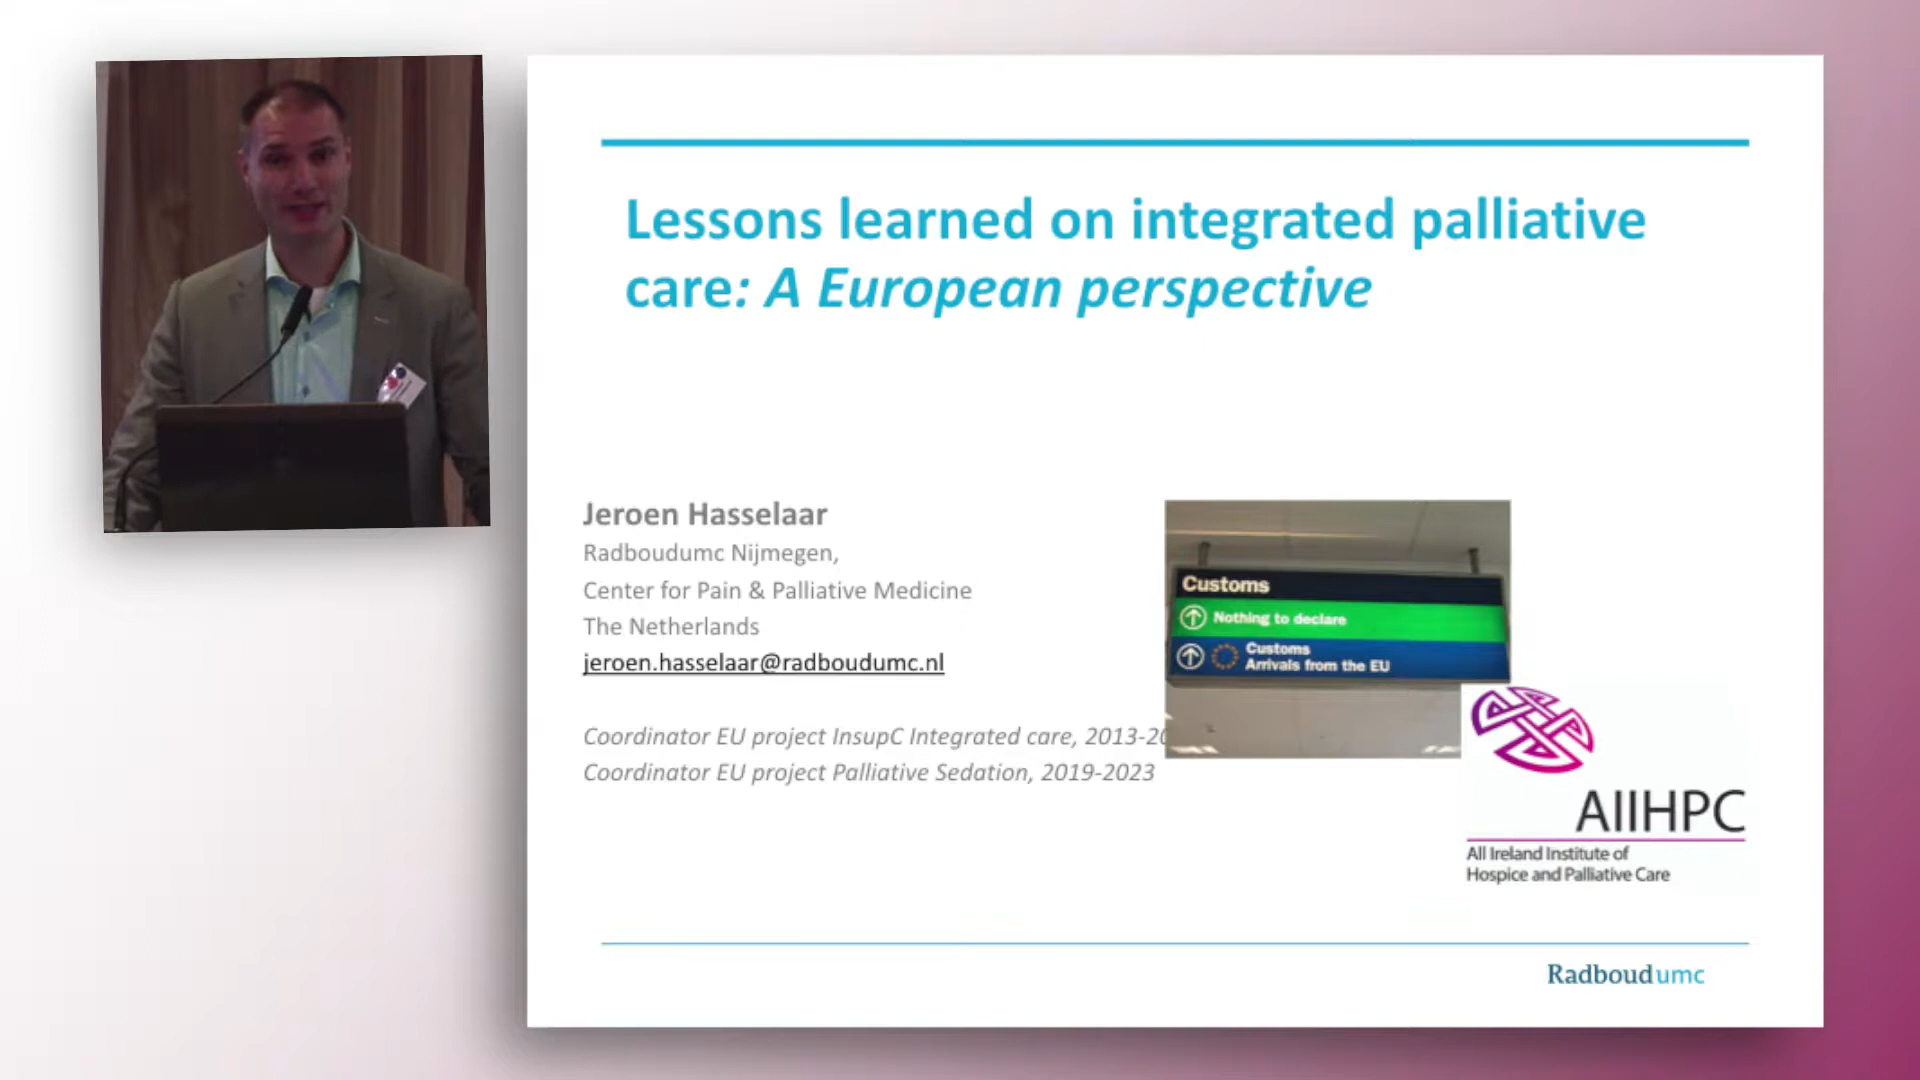 Lessons learned on integrated palliative
care: A European perspective
Jeroen Hasselaar
Radboudumc Nijmegen,
Center for Pain & Palliative Medicine
The Netherlands
jeroen.hasselaar@radboudumc.nl
Coordinator EU project InsupC Integrated care, 2013-20
Coordinator EU project Palliative Sedation, 2019-2023
Customs
Nothing to declare
Customs
Arrivals from the EU
AIIHPC
All Ireland Institute of
Hospice and Palliative Care
Radboudumc